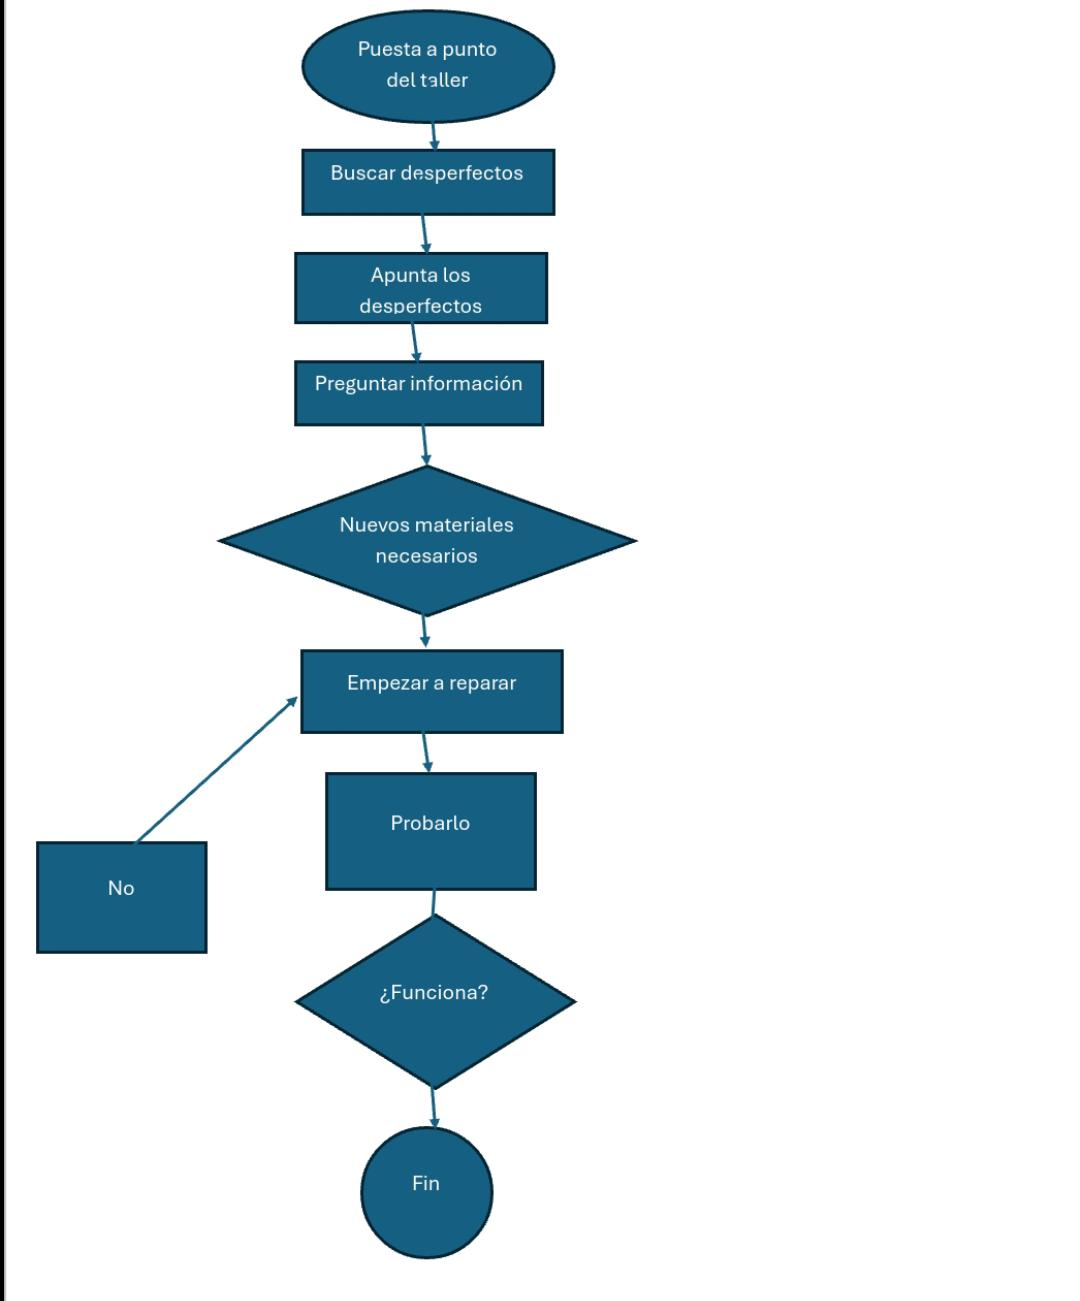 Puesta a punto
del taller
Buscar desperfectos
Apunta los
desperfectos
Preguntar información
Nuevos materiales
necesarios
Empezar a reparar
Probarlo
No
¿Funciona?
Fin